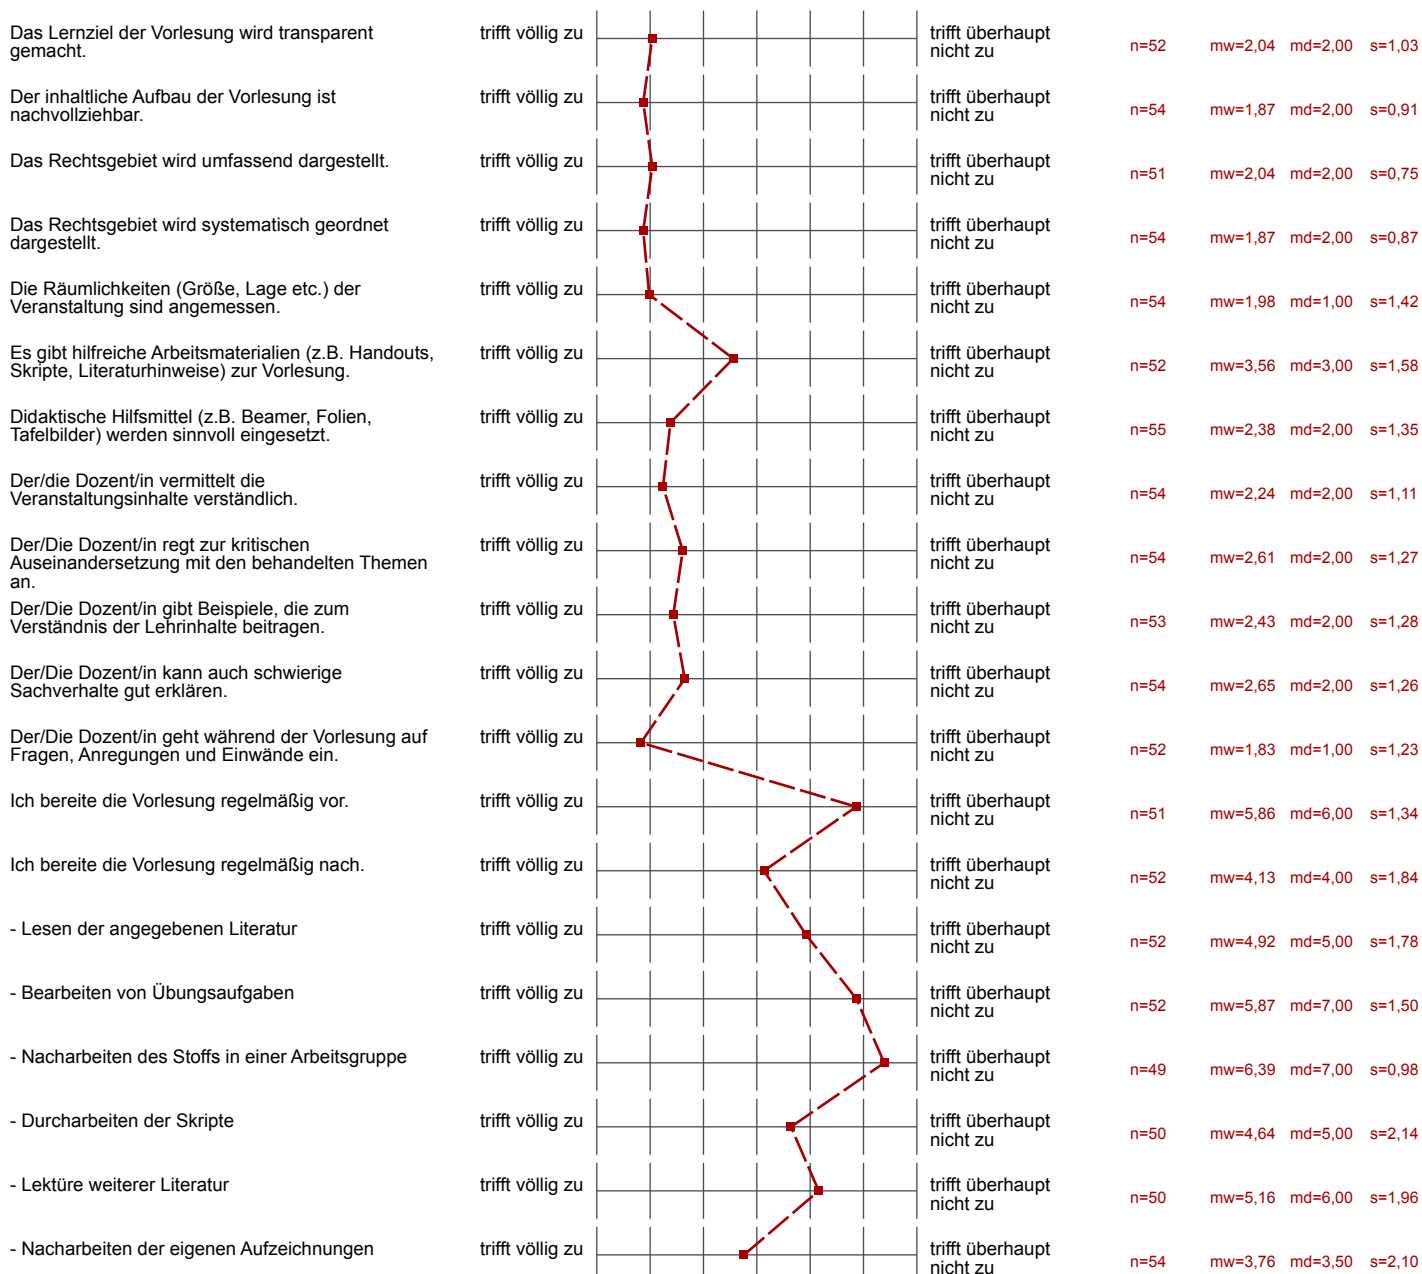 Das Lernziel der Vorlesung wird transparent
gemacht.
trifft völlig zu
trifft überhaupt
nicht zu
n=52 mw=2,04 md=2,00 s=1,03
Der inhaltliche Aufbau der Vorlesung ist
nachvollziehbar.
trifft völlig zu
trifft überhaupt
nicht zu
n=54 mw=1,87 md=2,00 s=0,91
Das Rechtsgebiet wird umfassend dargestellt.
trifft völlig zu
trifft überhaupt
nicht zu
n=51 mw=2,04 md=2,00 s=0,75
Das Rechtsgebiet wird systematisch geordnet
dargestellt.
trifft völlig zu
trifft überhaupt
nicht zu
n=54 mw=1,87 md=2,00 s=0,87
Die Räumlichkeiten (Größe, Lage etc.) der
Veranstaltung sind angemessen.
trifft völlig zu
trifft überhaupt
nicht zu
n=54 mw=1,98 md=1,00 s=1,42
Es gibt hilfreiche Arbeitsmaterialien (z.B. Handouts,
Skripte, Literaturhinweise) zur Vorlesung.
trifft völlig zu
trifft überhaupt
nicht zu
n=52 mw=3,56 md=3,00 s=1,58
Didaktische Hilfsmittel (z.B. Beamer, Folien,
Tafelbilder) werden sinnvoll eingesetzt.
trifft völlig zu
trifft überhaupt
nicht zu
n=55 mw=2,38 md=2,00 s=1,35
Der/die Dozent/in vermittelt die
Veranstaltungsinhalte verständlich.
trifft völlig zu
trifft überhaupt
nicht zu
n=54 mw=2,24 md=2,00 s=1,11
Der/Die Dozent/in regt zur kritischen
Auseinandersetzung mit den behandelten Themen
an.
trifft völlig zu
trifft überhaupt
nicht zu
n=54 mw=2,61 md=2,00 s=1,27
Der/Die Dozent/in gibt Beispiele, die zum
Verständnis der Lehrinhalte beitragen.
trifft völlig zu
trifft überhaupt
nicht zu
n=53 mw=2,43 md=2,00 s=1,28
Der/Die Dozent/in kann auch schwierige
Sachverhalte gut erklären.
trifft völlig zu
trifft überhaupt
nicht zu
n=54 mw=2,65 md=2,00 s=1,26
Der/Die Dozent/in geht während der Vorlesung auf
Fragen, Anregungen und Einwände ein.
trifft völlig zu
trifft überhaupt
nicht zu
n=52 mw=1,83 md=1,00 s=1,23
Ich bereite die Vorlesung regelmäßig vor.
trifft völlig zu
trifft überhaupt
nicht zu
n=51 mw=5,86 md=6,00 s=1,34
Ich bereite die Vorlesung regelmäßig nach.
trifft völlig zu
trifft überhaupt
nicht zu
n=52 mw=4,13 md=4,00 s=1,84
- Lesen der angegebenen Literatur
trifft völlig zu
trifft überhaupt
nicht zu
n=52 mw=4,92 md=5,00 s=1,78
- Bearbeiten von Übungsaufgaben
trifft völlig zu
trifft überhaupt
nicht zu
n=52 mw=5,87 md=7,00 s=1,50
- Nacharbeiten des Stoffs in einer Arbeitsgruppe
trifft völlig zu
trifft überhaupt
nicht zu
n=49 mw=6,39 md=7,00 s=0,98
- Durcharbeiten der Skripte
trifft völlig zu
trifft überhaupt
nicht zu
n=50 mw=4,64 md=5,00 s=2,14
- Lektüre weiterer Literatur
trifft völlig zu
trifft überhaupt
nicht zu
n=50 mw=5,16 md=6,00 s=1,96
- Nacharbeiten der eigenen Aufzeichnungen
trifft völlig zu
trifft überhaupt
nicht zu
n=54 mw=3,76 md=3,50 s=2,10